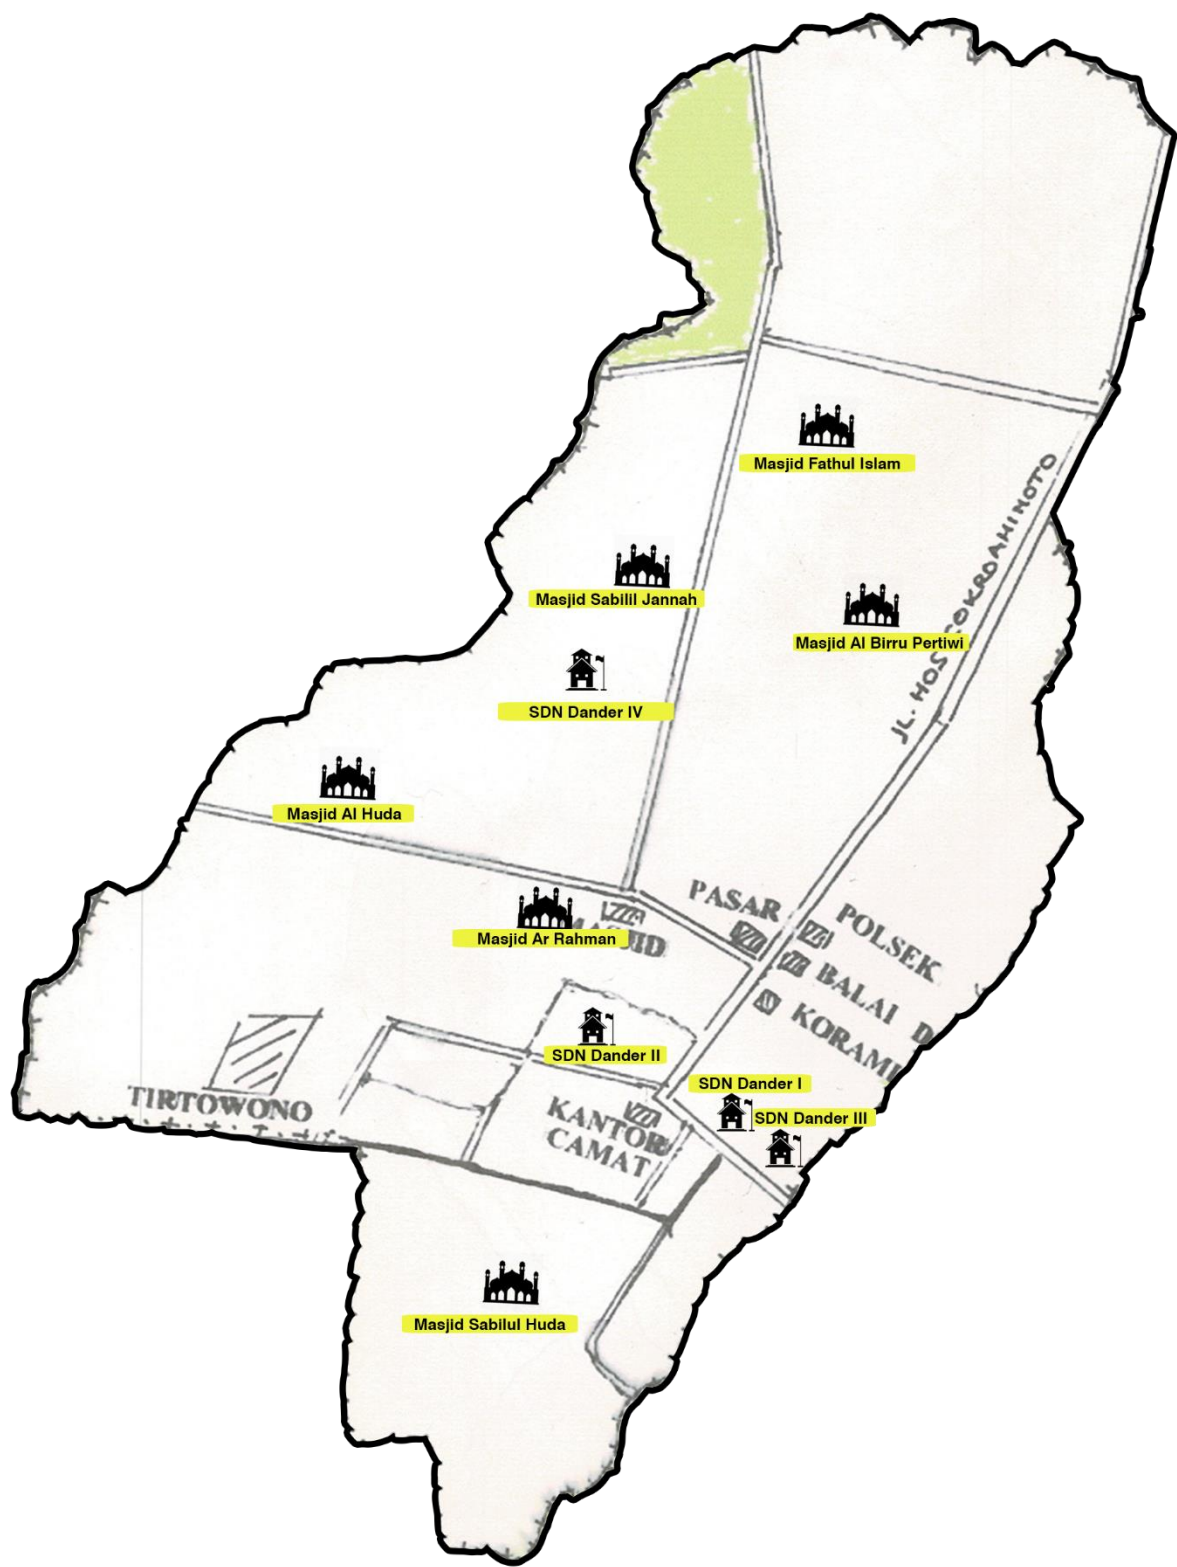 Masjid Fathul Islam
JL. HOS COKROAMINOTO
Masjid Sabilil Jannah
Masjid Al Birru Pertiwi
SDN Dander IV
Masjid Al Huda
PASAR
POLSEK
Masjid Ar Rahman
MASJID
BALAI D
KORAMI
SDN Dander II
SDN Dander I
TIRTOWONO
KANTOR
CAMAT
SDN Dander III
Masjid Sabilul Huda